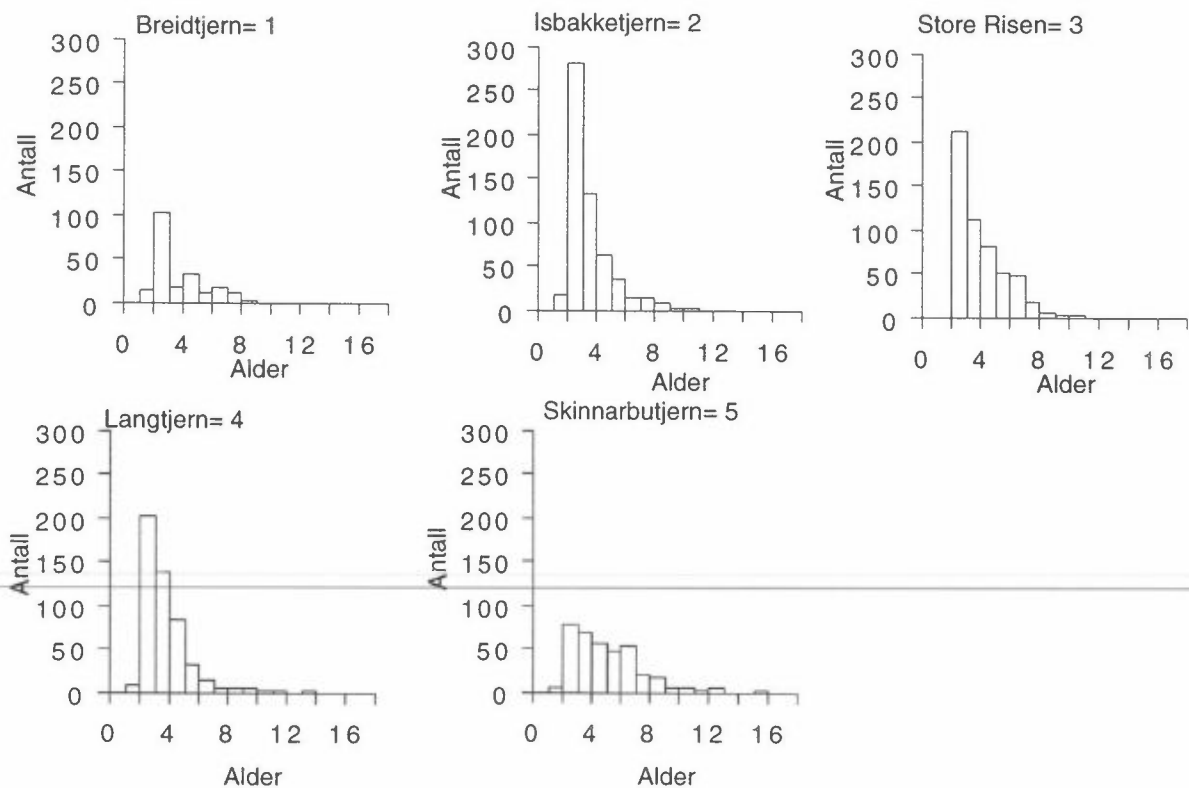 Breidtjern= 1
300
250
200
150
100
50
0
Antall
0 4 8 12 16
Alder
Isbakketjern= 2
300
250
200
150
100
50
0
Antall
0 4 8 12 16
Alder
Store Risen= 3
300
250
200
150
100
50
0
Antall
0 4 8 12 16
Alder
Langtjern= 4
300
250
200
150
100
50
0
Antall
0 4 8 12 16
Alder
Skinnarbutjern= 5
300
250
200
150
100
50
0
Antall
0 4 8 12 16
Alder